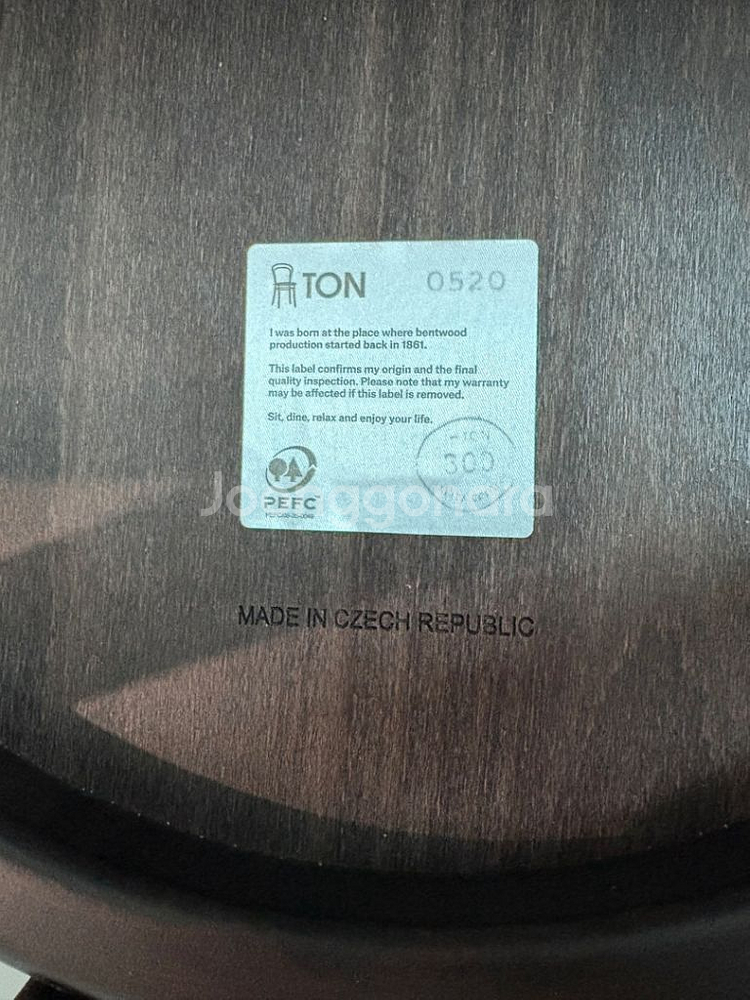 TON 0520
I was born at the place where bentwood
production started back in 1861.
This label confirms my origin and the final
quality inspection. Please note that my warranty
may be affected if this label is removed.
Sit, dine, relax and enjoy your life.
300
PEFC™
Joonggonara
MADE IN CZECH REPUBLIC